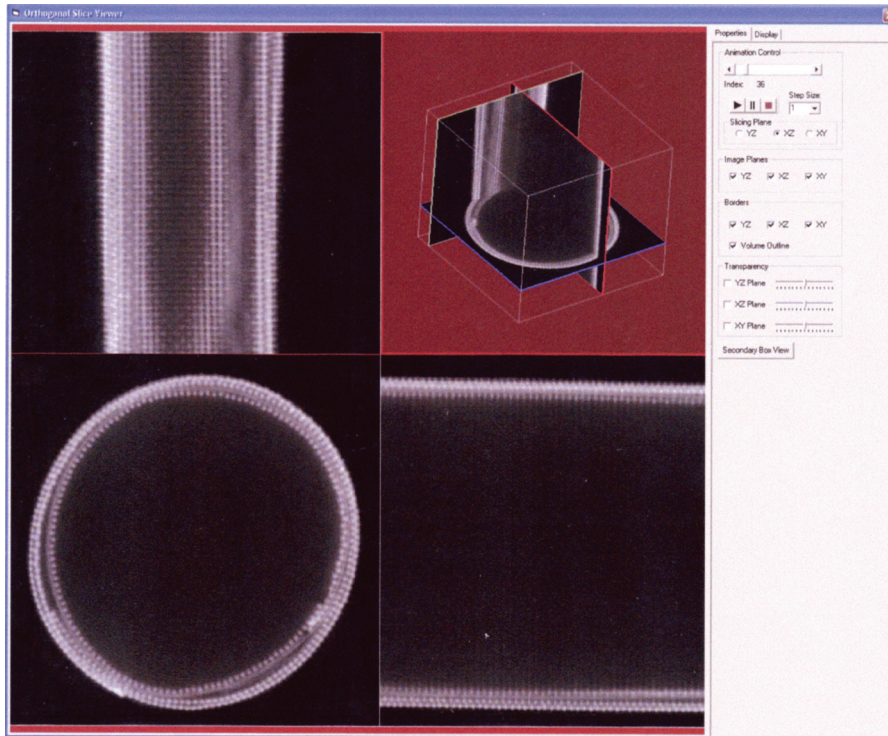 Orthogonal Slice Viewer
Properties Display
Animation Control
Index: 36
Step Size:
1
Slicing Plane
YZ XZ XY
Image Planes
YZ XZ XY
Borders
YZ XZ XY
Volume Outline
Transparency
YZ Plane
XZ Plane
XY Plane
Secondary Box View